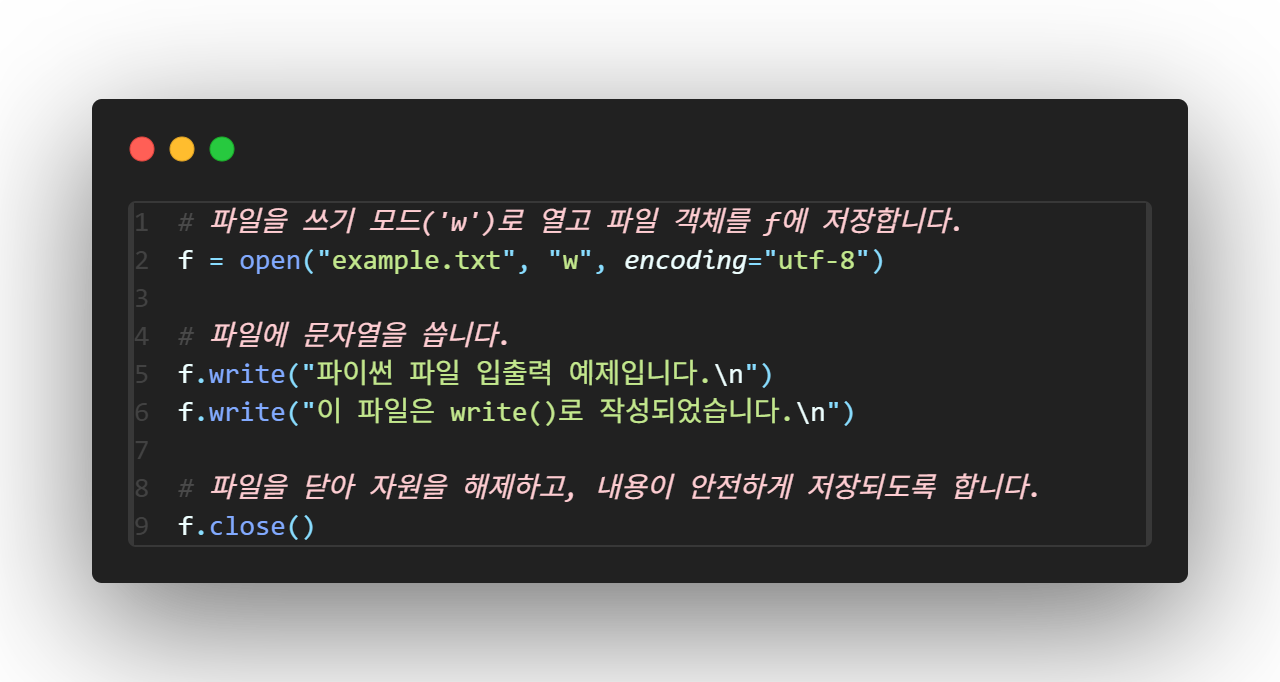 1 # 파일을 쓰기 모드('w')로 열고 파일 객체를 f에 저장합니다.
2 f = open("example.txt", "w", encoding="utf-8")
3
4 # 파일에 문자열을 씁니다.
5 f.write("파이썬 파일 입출력 예제입니다.\n")
6 f.write("이 파일은 write()로 작성되었습니다.\n")
7
8 # 파일을 닫아 자원을 해제하고, 내용이 안전하게 저장되도록 합니다.
9 f.close()